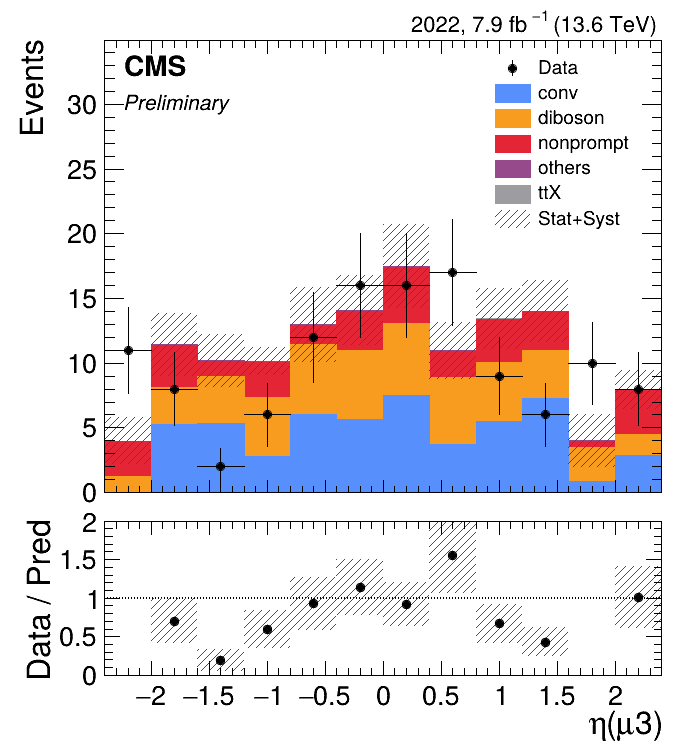 2022, 7.9 fb⁻¹ (13.6 TeV)
CMS
Preliminary
Events
30
25
20
15
10
5
0
Data
conv
diboson
nonprompt
others
ttX
Stat+Syst
Data / Pred
2
1.5
1
0.5
0
−2 −1.5 −1 −0.5 0 0.5 1 1.5 2
η(μ3)